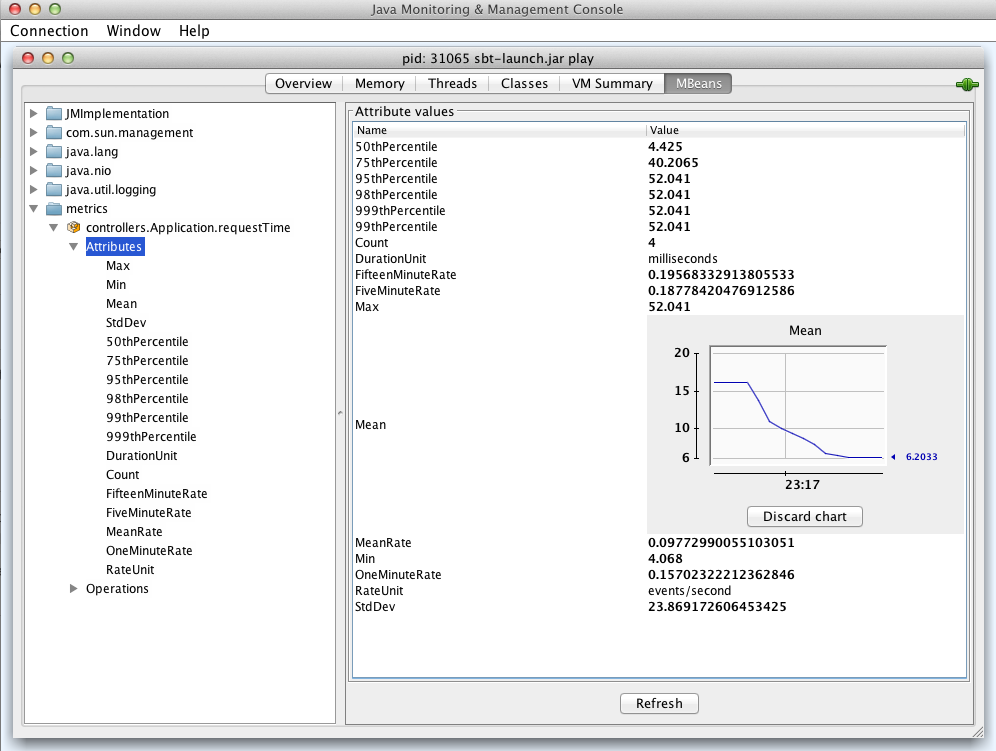 Java Monitoring & Management Console
Connection Window Help
pid: 31065 sbt-launch.jar play
Overview Memory Threads Classes VM Summary MBeans
JMImplementation
com.sun.management
java.lang
java.nio
java.util.logging
metrics
controllers.Application.requestTime
Attributes
Max
Min
Mean
StdDev
50thPercentile
75thPercentile
95thPercentile
98thPercentile
99thPercentile
999thPercentile
DurationUnit
Count
FifteenMinuteRate
FiveMinuteRate
MeanRate
OneMinuteRate
RateUnit
Operations
Attribute values
Name Value
50thPercentile 4.425
75thPercentile 40.2065
95thPercentile 52.041
98thPercentile 52.041
999thPercentile 52.041
99thPercentile 52.041
Count 4
DurationUnit milliseconds
FifteenMinuteRate 0.19568332913805533
FiveMinuteRate 0.18778420476912586
Max 52.041
Mean
Mean
20
15
10
6
6.2033
23:17
Discard chart
MeanRate 0.09772990055103051
Min 4.068
OneMinuteRate 0.15702322212362846
RateUnit events/second
StdDev 23.869172606453425
Refresh